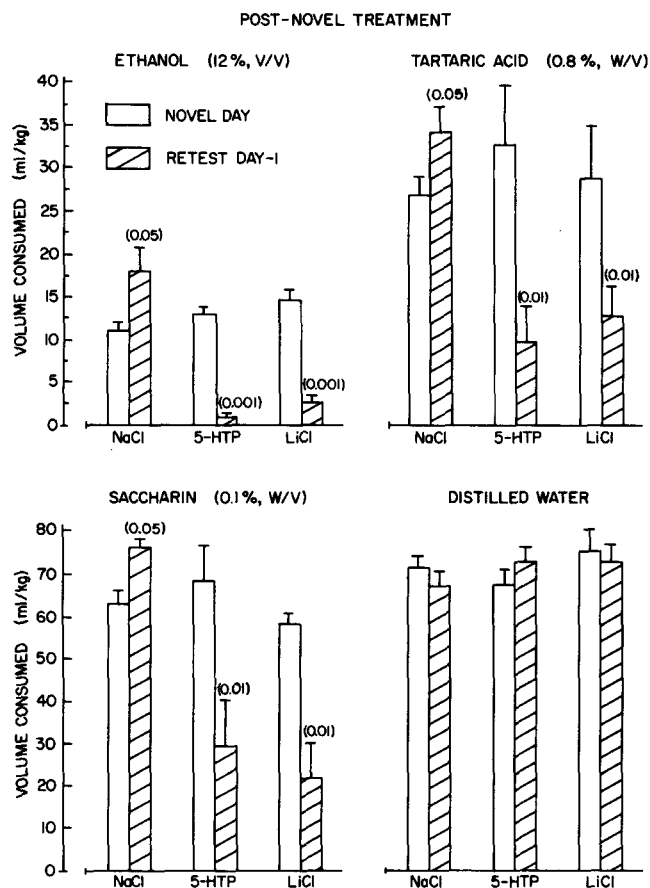 POST-NOVEL TREATMENT
ETHANOL (12%, V/V)
TARTARIC ACID (0.8%, W/V)
VOLUME CONSUMED (ml/kg)
40
35
30
25
20
15
10
5
0
NOVEL DAY
RETEST DAY-1
(0.05)
(0.001)
(0.001)
NaCl
5-HTP
LiCl
(0.05)
(0.01)
(0.01)
NaCl
5-HTP
LiCl
SACCHARIN (0.1%, W/V)
DISTILLED WATER
VOLUME CONSUMED (ml/kg)
80
70
60
50
40
30
20
10
0
(0.05)
(0.01)
(0.01)
NaCl
5-HTP
LiCl
NaCl
5-HTP
LiCl